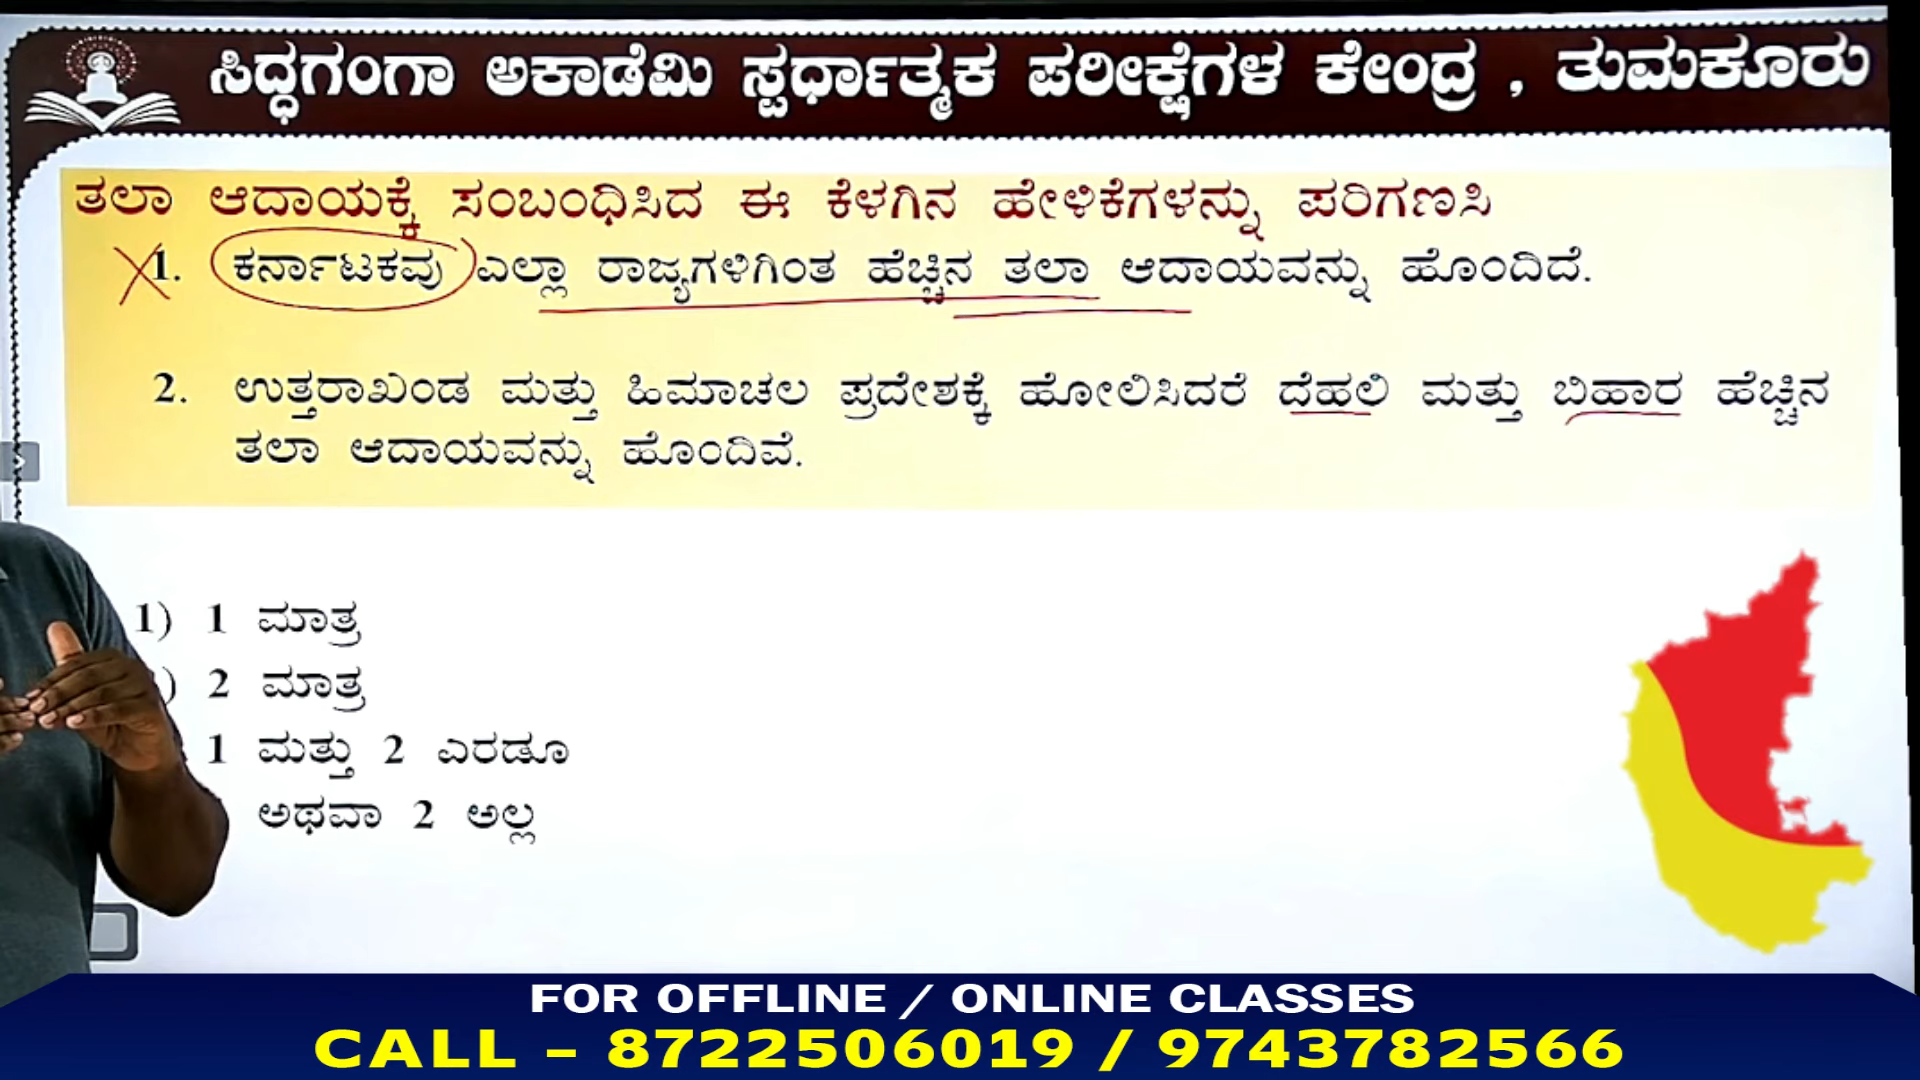 ಸಿದ್ಧಗಂಗಾ ಅಕಾಡೆಮಿ ಸ್ಪರ್ಧಾತ್ಮಕ ಪರೀಕ್ಷೆಗಳ ಕೇಂದ್ರ , ತುಮಕೂರು
ತಲಾ ಆದಾಯಕ್ಕೆ ಸಂಬಂಧಿಸಿದ ಈ ಕೆಳಗಿನ ಹೇಳಿಕೆಗಳನ್ನು ಪರಿಗಣಿಸಿ
1. ಕರ್ನಾಟಕವು ಎಲ್ಲಾ ರಾಜ್ಯಗಳಿಗಿಂತ ಹೆಚ್ಚಿನ ತಲಾ ಆದಾಯವನ್ನು ಹೊಂದಿದೆ.
2. ಉತ್ತರಾಖಂಡ ಮತ್ತು ಹಿಮಾಚಲ ಪ್ರದೇಶಕ್ಕೆ ಹೋಲಿಸಿದರೆ ದೆಹಲಿ ಮತ್ತು ಬಿಹಾರ ಹೆಚ್ಚಿನ
ತಲಾ ಆದಾಯವನ್ನು ಹೊಂದಿವೆ.
1) 1 ಮಾತ್ರ
) 2 ಮಾತ್ರ
1 ಮತ್ತು 2 ಎರಡೂ
ಅಥವಾ 2 ಅಲ್ಲ
FOR OFFLINE / ONLINE CLASSES
CALL – 8722506019 / 9743782566